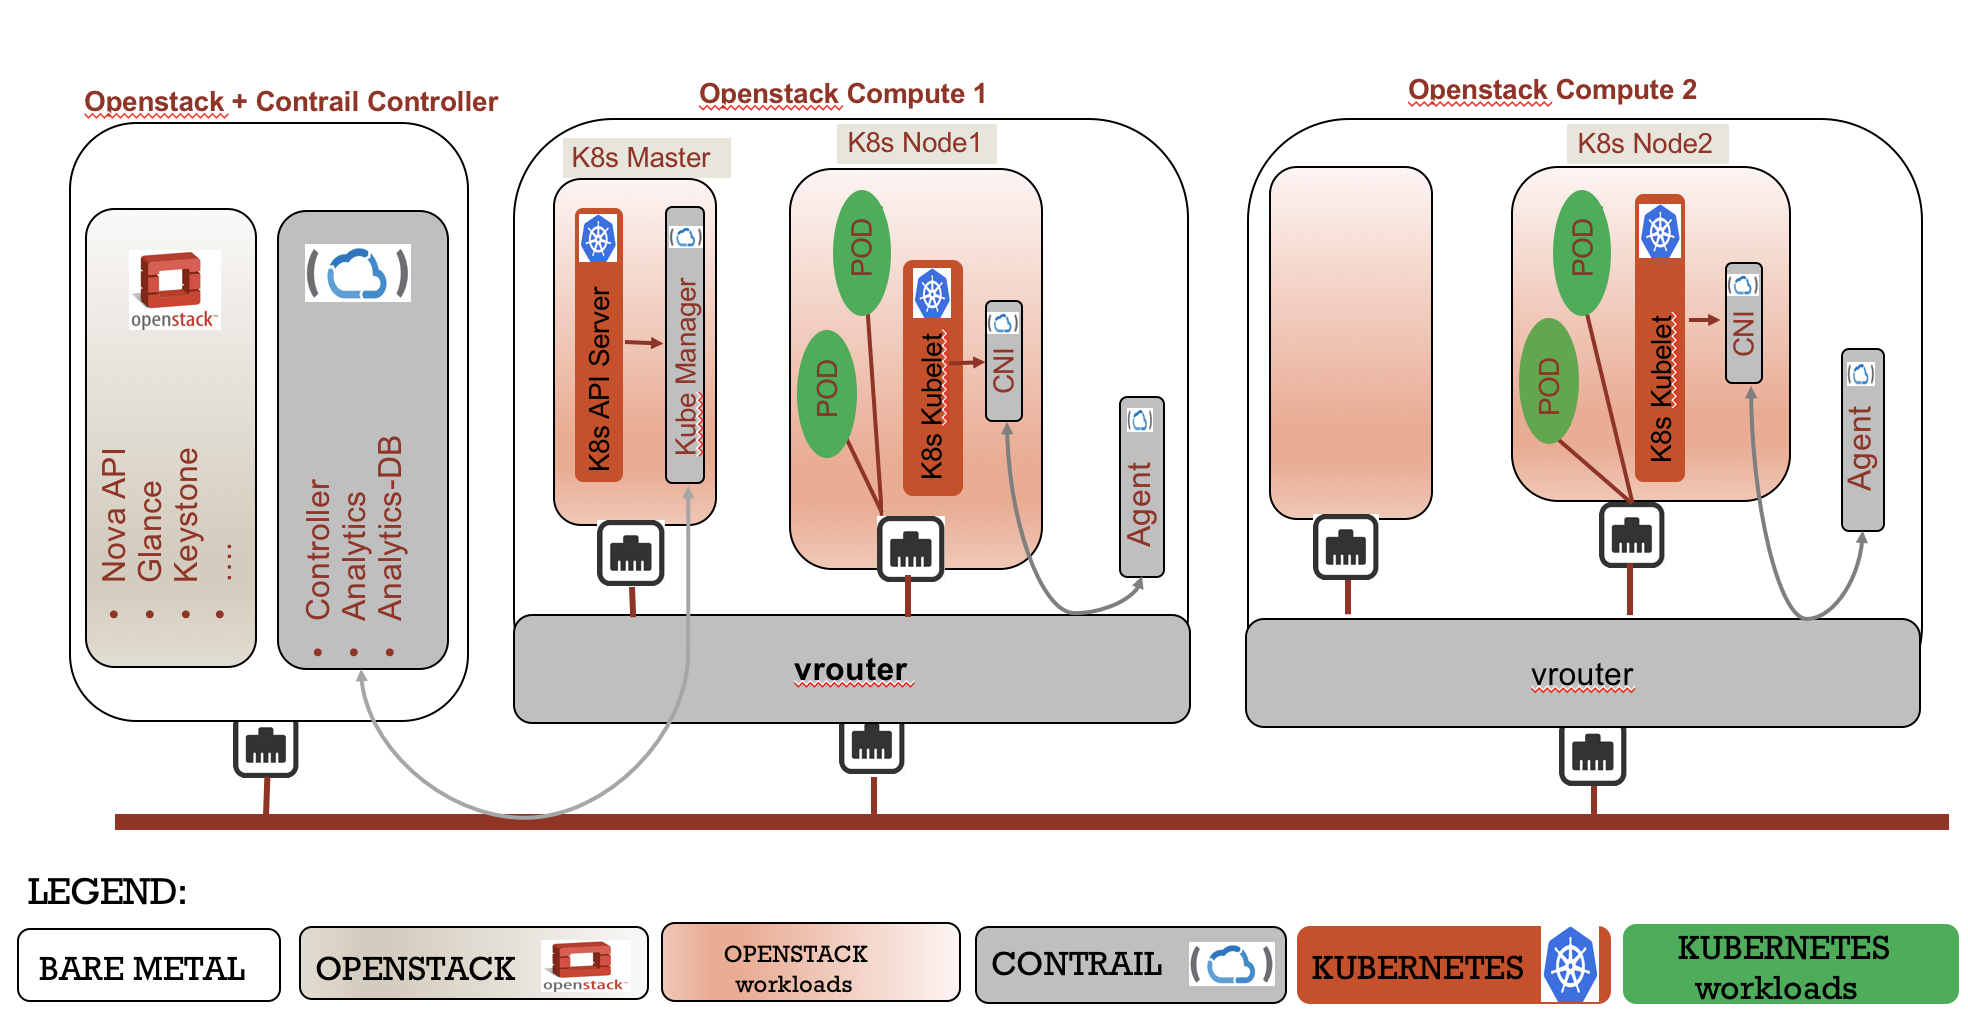 Openstack + Contrail Controller
Openstack Compute 1
Openstack Compute 2
K8s Master
K8s Node1
K8s Node2
openstack™
• Nova API
• Glance
• Keystone
• ....
• Controller
• Analytics
• Analytics-DB
K8s API Server
Kube Manager
POD
POD
K8s Kubelet
CNI
Agent
POD
POD
K8s Kubelet
CNI
Agent
vrouter
vrouter
LEGEND:
BARE METAL
OPENSTACK
openstack™
OPENSTACK
workloads
CONTRAIL
KUBERNETES
KUBERNETES
workloads